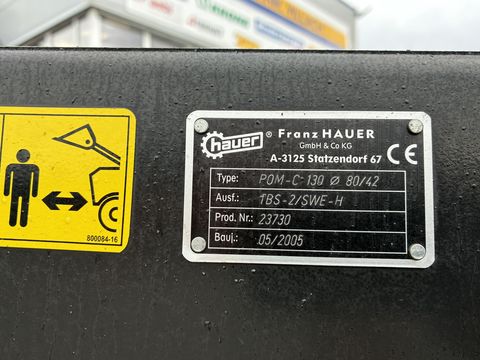 hauer ® Franz HAUER
GmbH & Co KG
A-3125 Statzendorf 67 CE
Type: POM-C-130 Ø 80/42
Ausf.: TBS-2/SWE-H
Prod. Nr.: 23730
Bauj.: 05/2005
800084-16